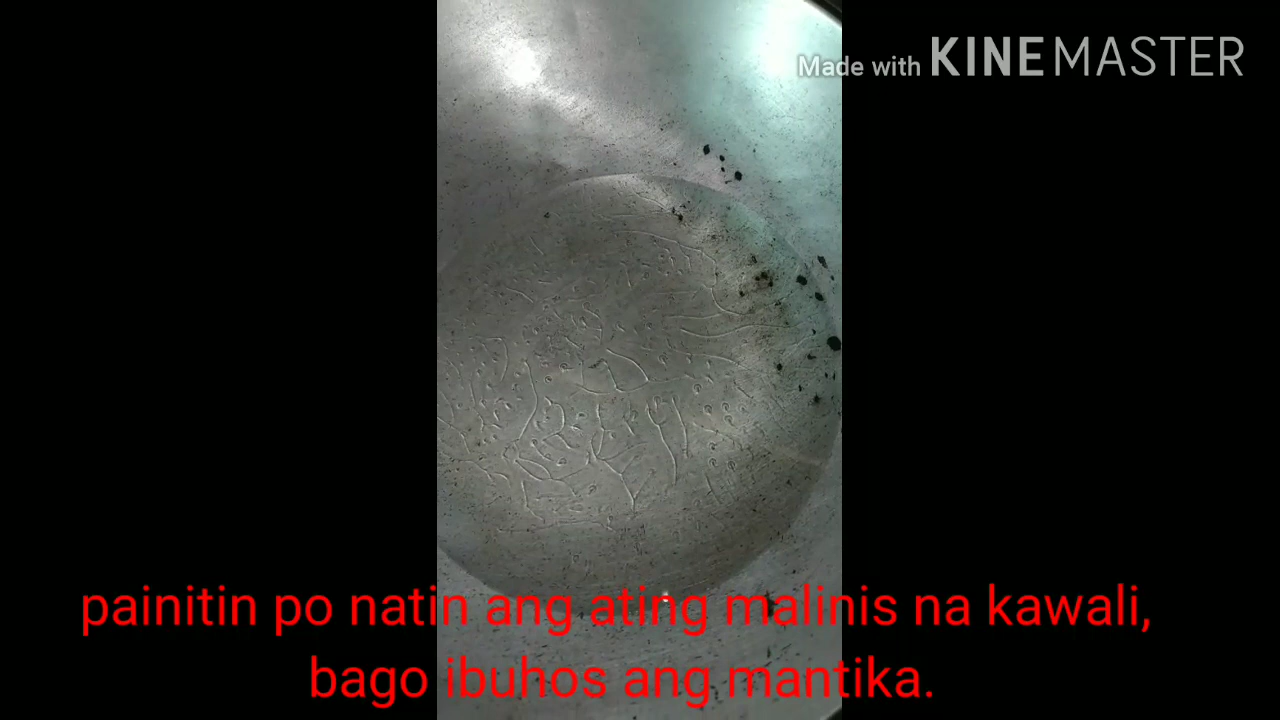 Made with KINEMASTER
painitin po natin ang ating malinis na kawali,
bago ibuhos ang mantika.